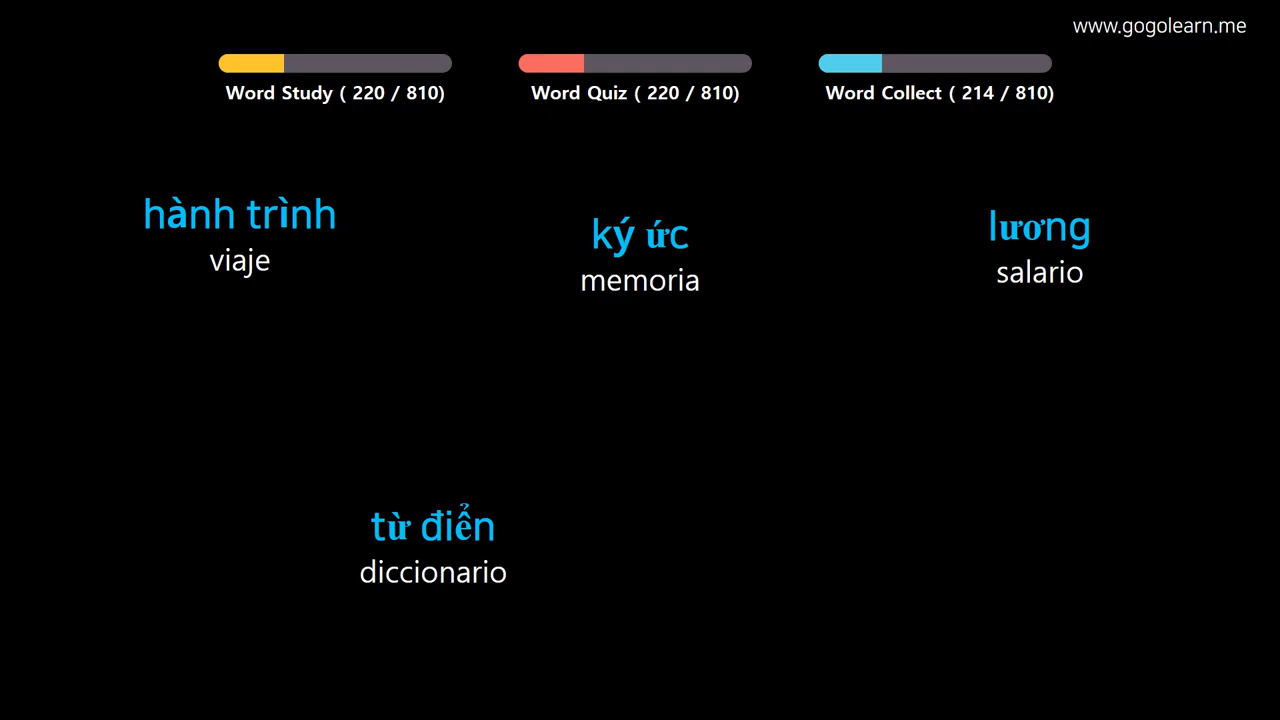 www.gogolearn.me
Word Study ( 220 / 810)
Word Quiz ( 220 / 810)
Word Collect ( 214 / 810)
hành trình
viaje
ký ức
memoria
lương
salario
từ điển
diccionario